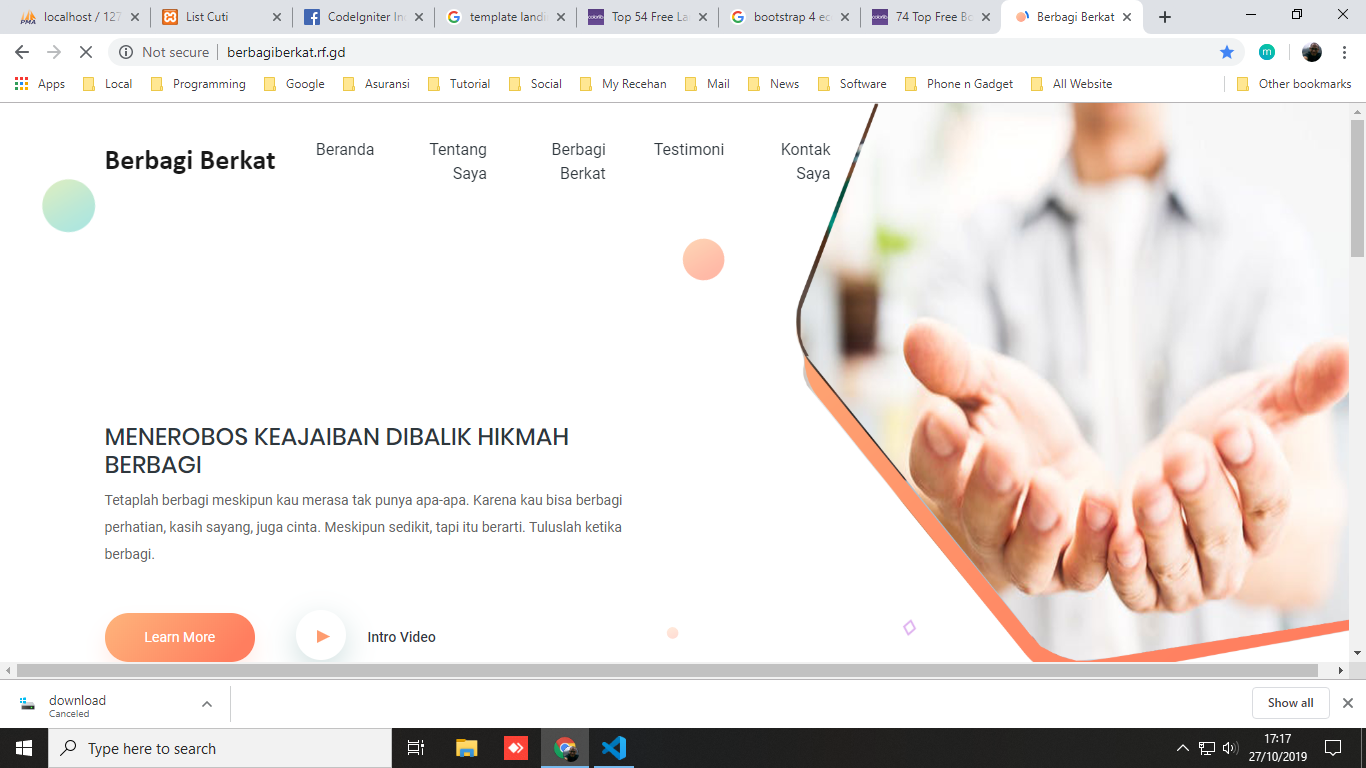 localhost / 127
List Cuti
CodeIgniter In
template landi
Top 54 Free La
bootstrap 4 ec
74 Top Free Bo
Berbagi Berkat
Not secure
berbagiberkat.rf.gd
m
Apps
Local
Programming
Google
Asuransi
Tutorial
Social
My Recehan
Mail
News
Software
Phone n Gadget
All Website
Other bookmarks
Berbagi Berkat
Beranda
Tentang
Saya
Berbagi
Berkat
Testimoni
Kontak
Saya
MENEROBOS KEAJAIBAN DIBALIK HIKMAH
BERBAGI
Tetaplah berbagi meskipun kau merasa tak punya apa-apa. Karena kau bisa berbagi
perhatian, kasih sayang, juga cinta. Meskipun sedikit, tapi itu berarti. Tuluslah ketika
berbagi.
Learn More
Intro Video
download
Canceled
Show all
Type here to search
17:17
27/10/2019